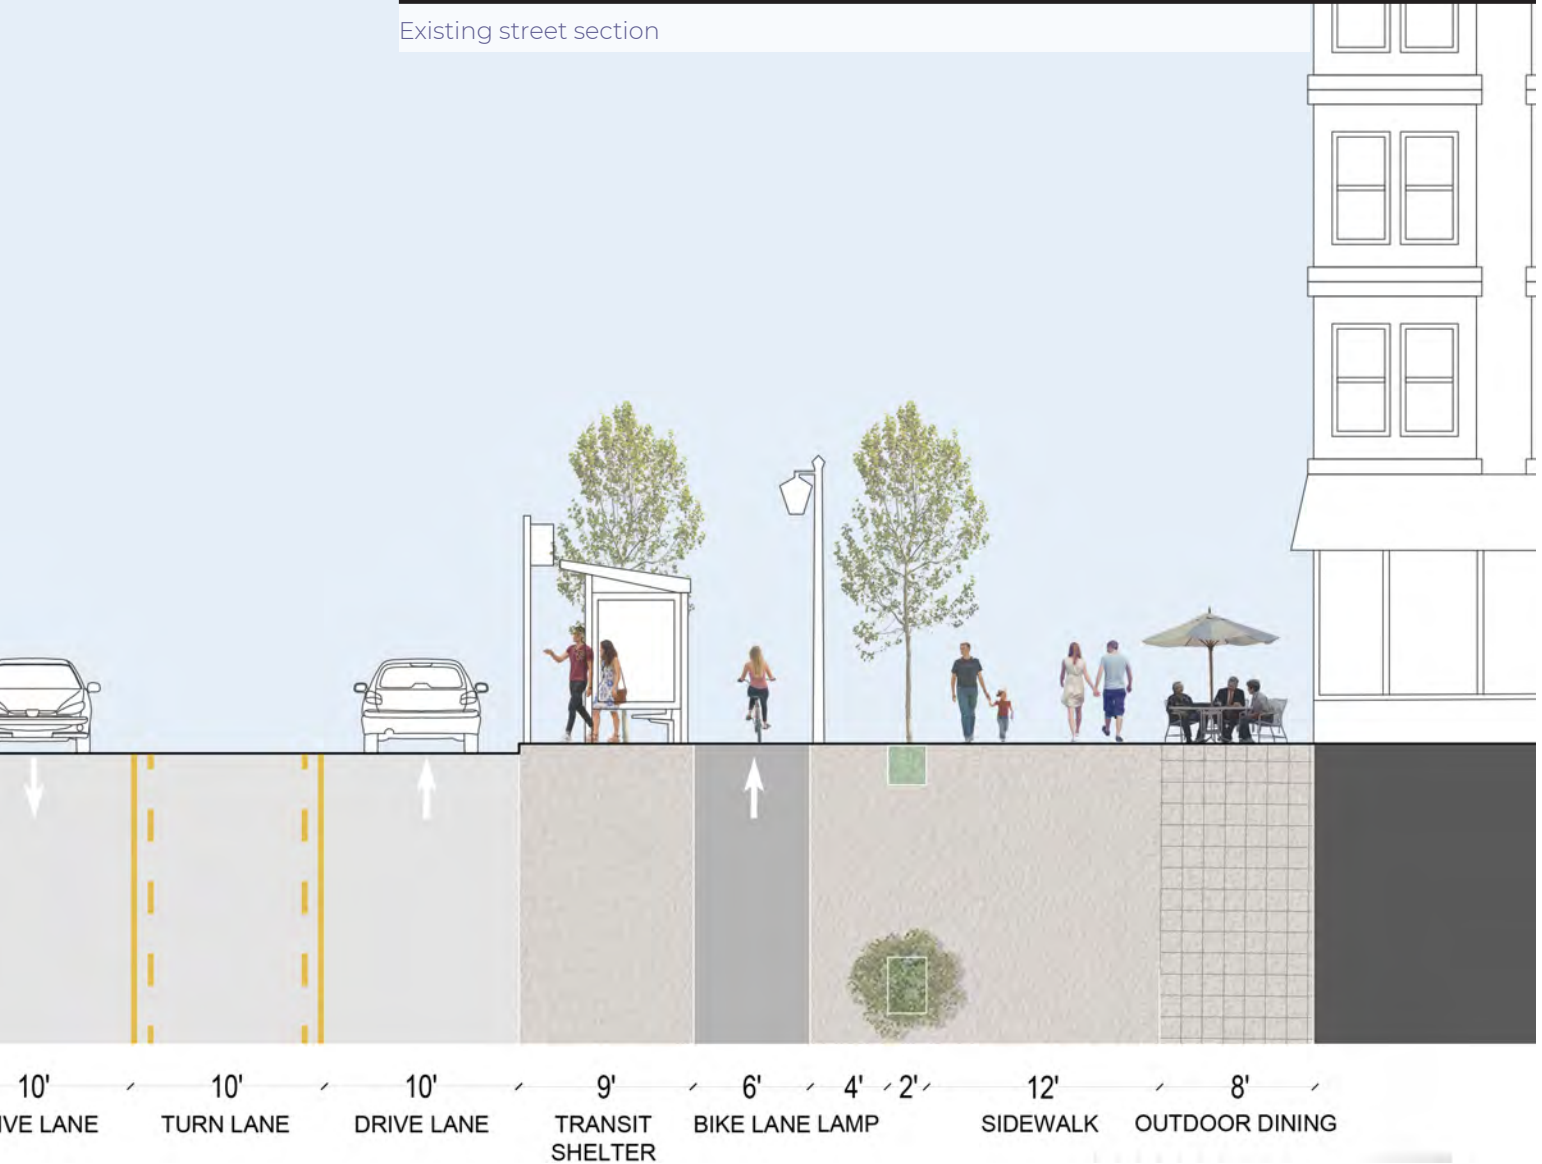 Existing street section
10' 10' 10' 9' 6' 4' 2' 12' 8'
IVE LANE TURN LANE DRIVE LANE TRANSIT SHELTER BIKE LANE LAMP SIDEWALK OUTDOOR DINING